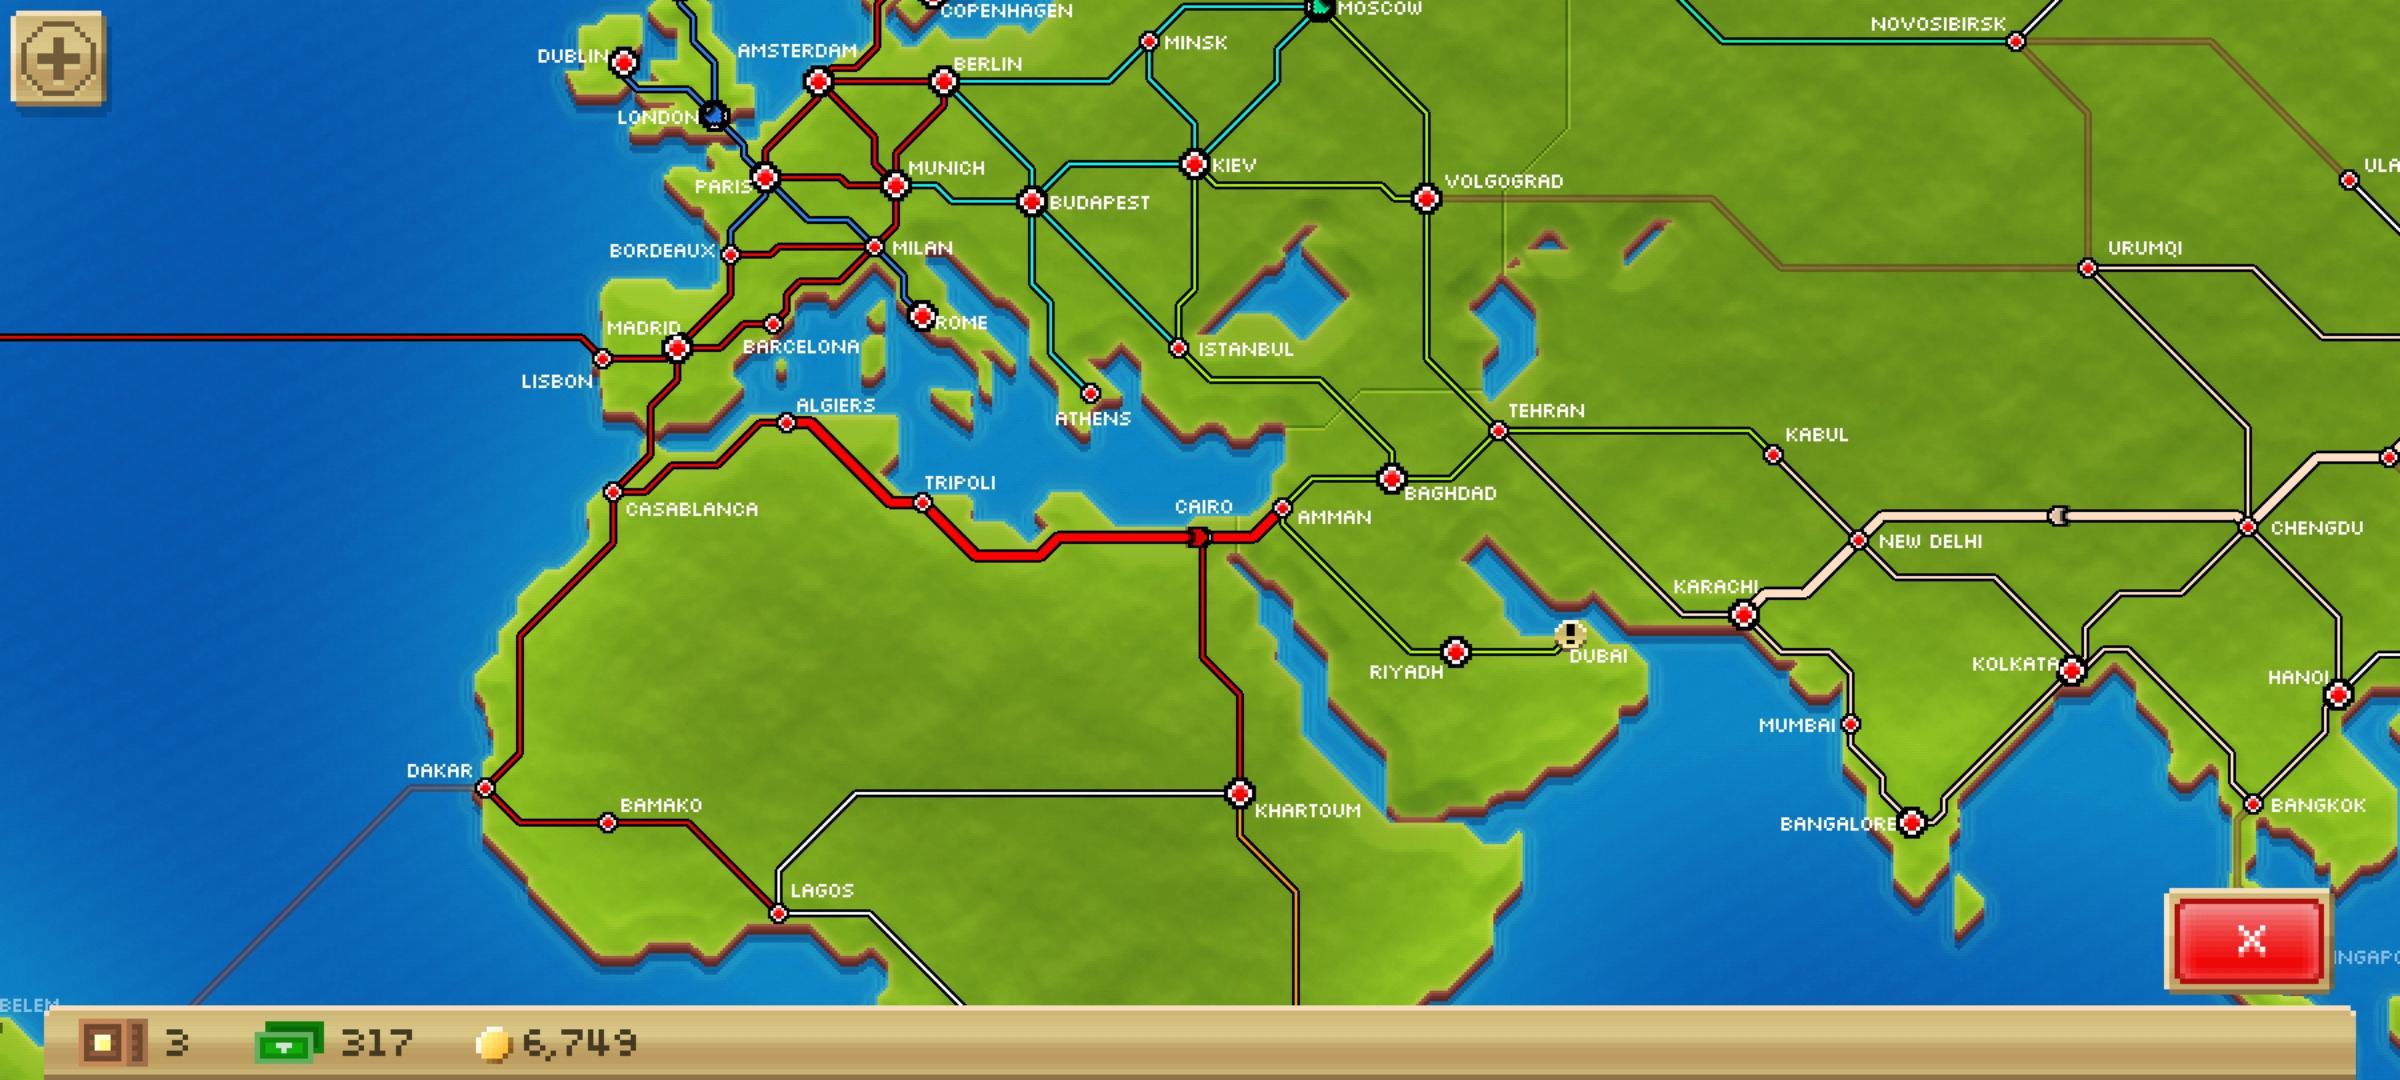 COPENHAGEN
MOSCOW
NOVOSIBIRSK
DUBLIN
AMSTERDAM
BERLIN
MINSK
LONDON
PARIS
MUNICH
KIEV
VOLGOGRAD
ULA
BUDAPEST
BORDEAUX
MILAN
URUMQI
MADRID
BARCELONA
ROME
ISTANBUL
LISBON
ALGIERS
ATHENS
TEHRAN
KABUL
CASABLANCA
TRIPOLI
CAIRO
AMMAN
BAGHDAD
NEW DELHI
CHENGDU
KARACHI
RIYADH
DUBAI
KOLKATA
HANOI
MUMBAI
DAKAR
BAMAKO
KHARTOUM
BANGALORE
BANGKOK
LAGOS
INGAPO
BELEM
3
317
6,749